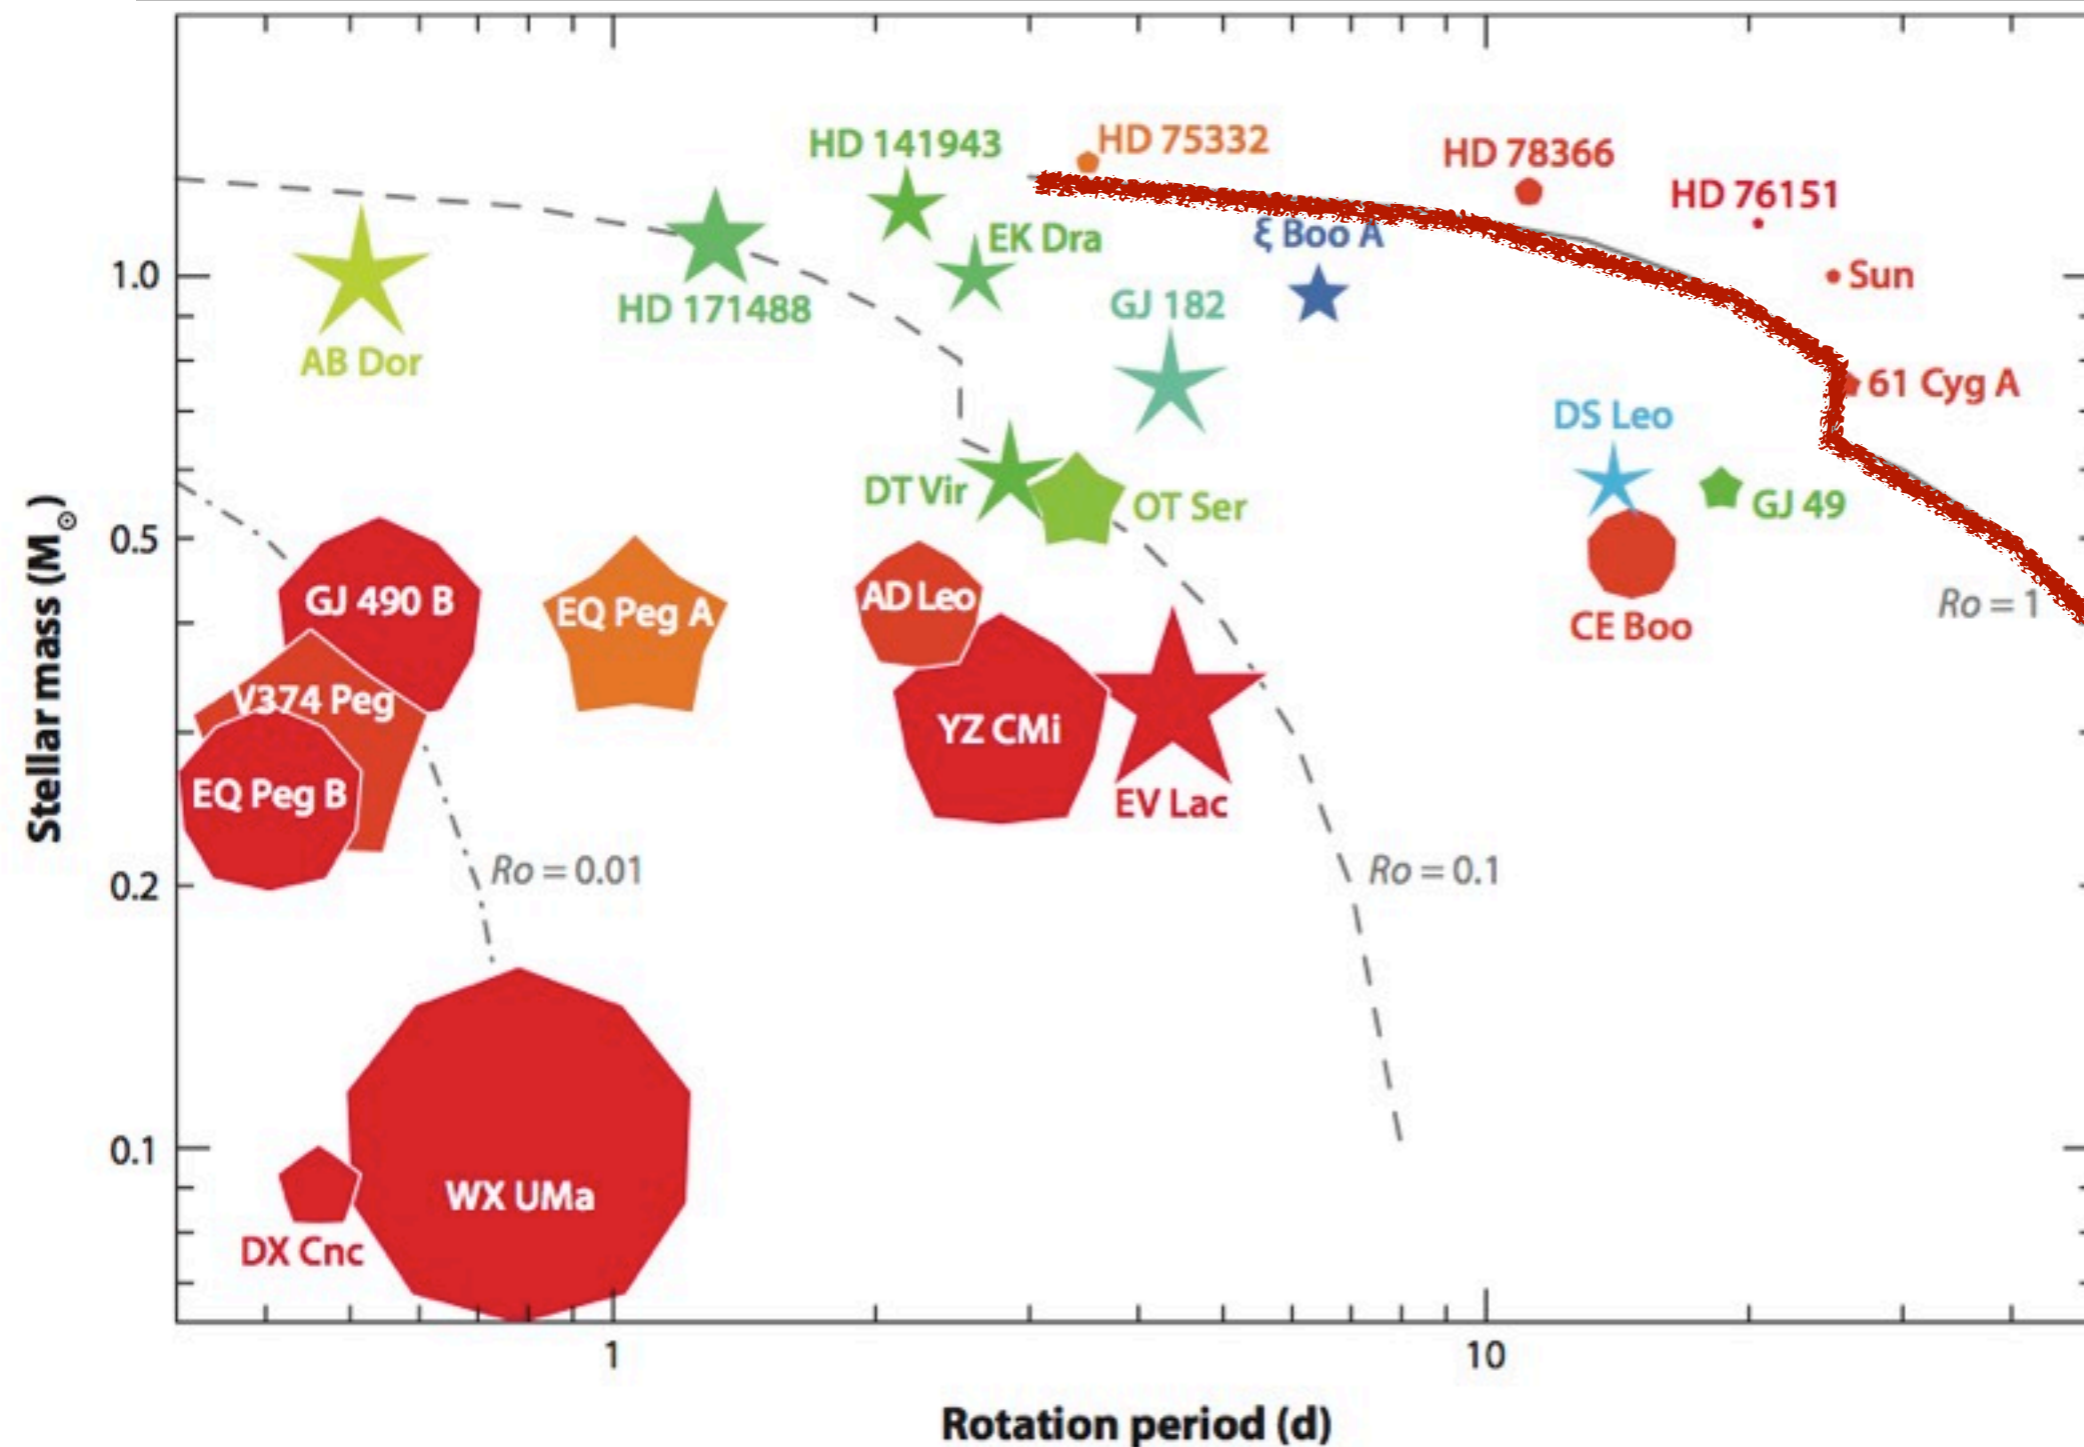 HD 141943
HD 75332
HD 78366
HD 76151
EK Dra
ξ Boo A
1.0
Sun
HD 171488
GJ 182
AB Dor
61 Cyg A
DS Leo
DT Vir
OT Ser
GJ 49
0.5
GJ 490 B
EQ Peg A
AD Leo
Ro = 1
CE Boo
Stellar mass (M☉)
V374 Peg
YZ CMi
EQ Peg B
EV Lac
0.2
Ro = 0.01
Ro = 0.1
0.1
WX UMa
DX Cnc
1
10
Rotation period (d)